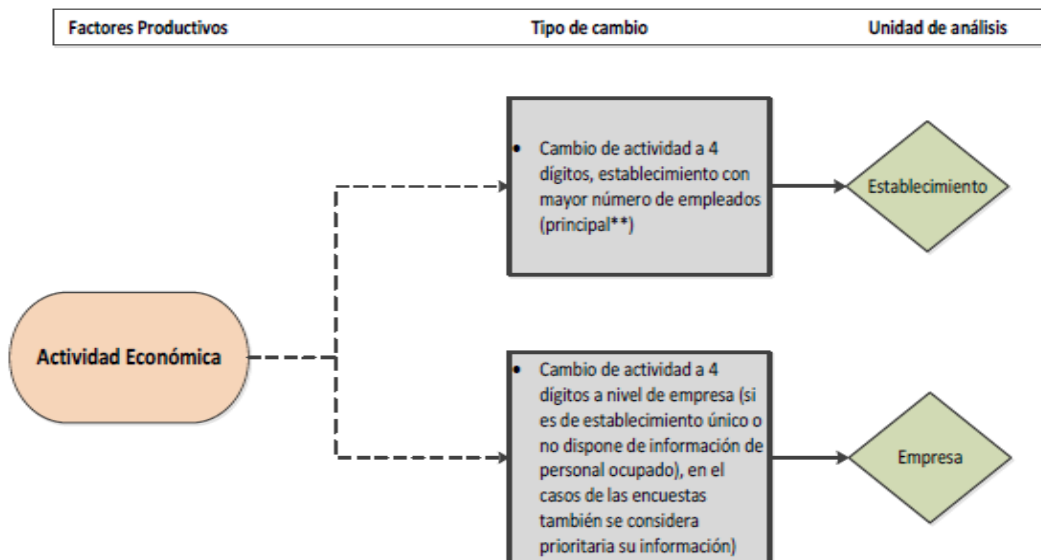 Factores Productivos Tipo de cambio Unidad de análisis
• Cambio de actividad a 4
dígitos, establecimiento con
mayor número de empleados
(principal**)
Establecimiento
Actividad Económica
• Cambio de actividad a 4
dígitos a nivel de empresa (si
es de establecimiento único o
no dispone de información de
personal ocupado), en el
casos de las encuestas
también se considera
prioritaria su información)
Empresa